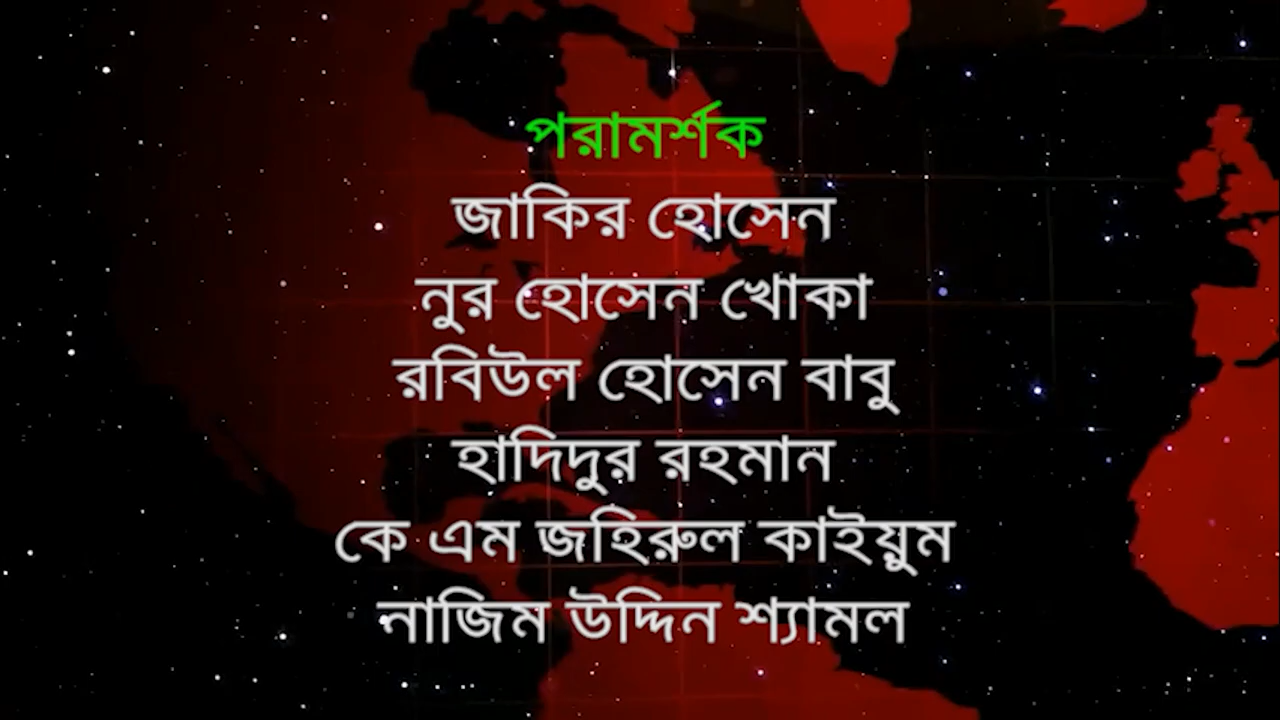 পরামর্শক
জাকির হোসেন
নুর হোসেন খোকা
রবিউল হোসেন বাবু
হাদিদুর রহমান
কে এম জহিরুল কাইয়ুম
নাজিম উদ্দিন শ্যামল